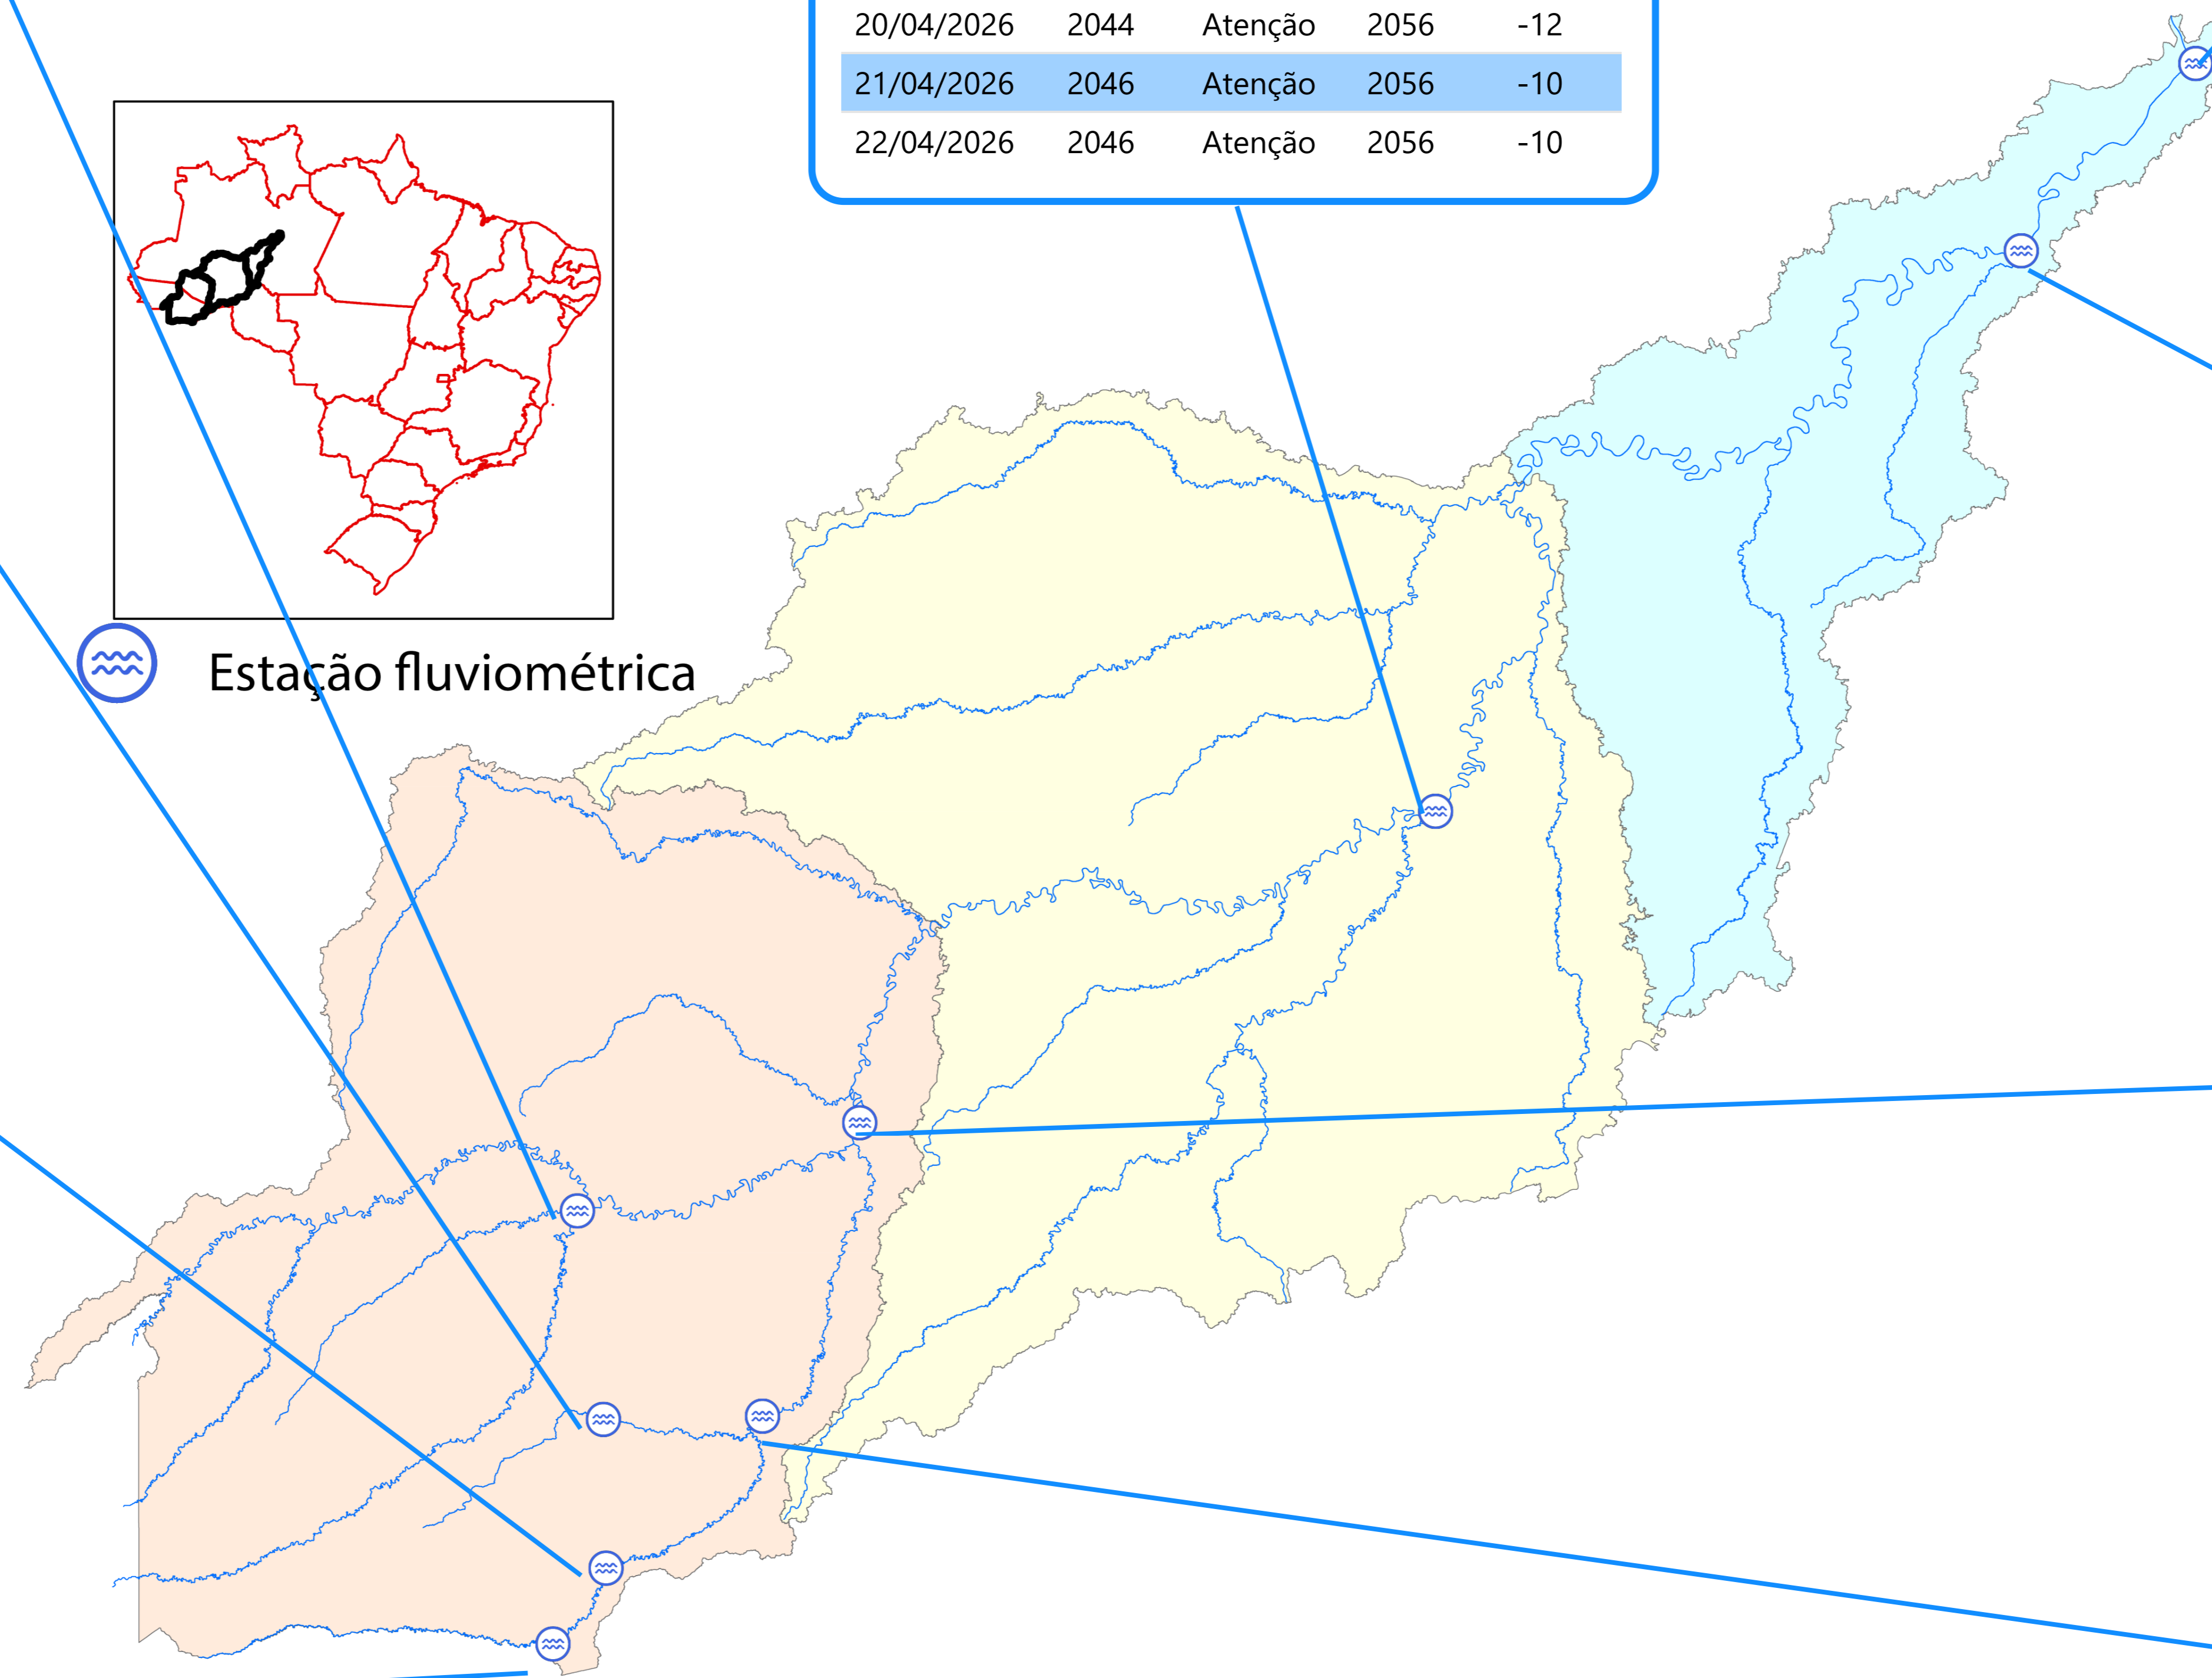 20/04/2026 2044 Atenção 2056 -12
21/04/2026 2046 Atenção 2056 -10
22/04/2026 2046 Atenção 2056 -10
Estação fluviométrica